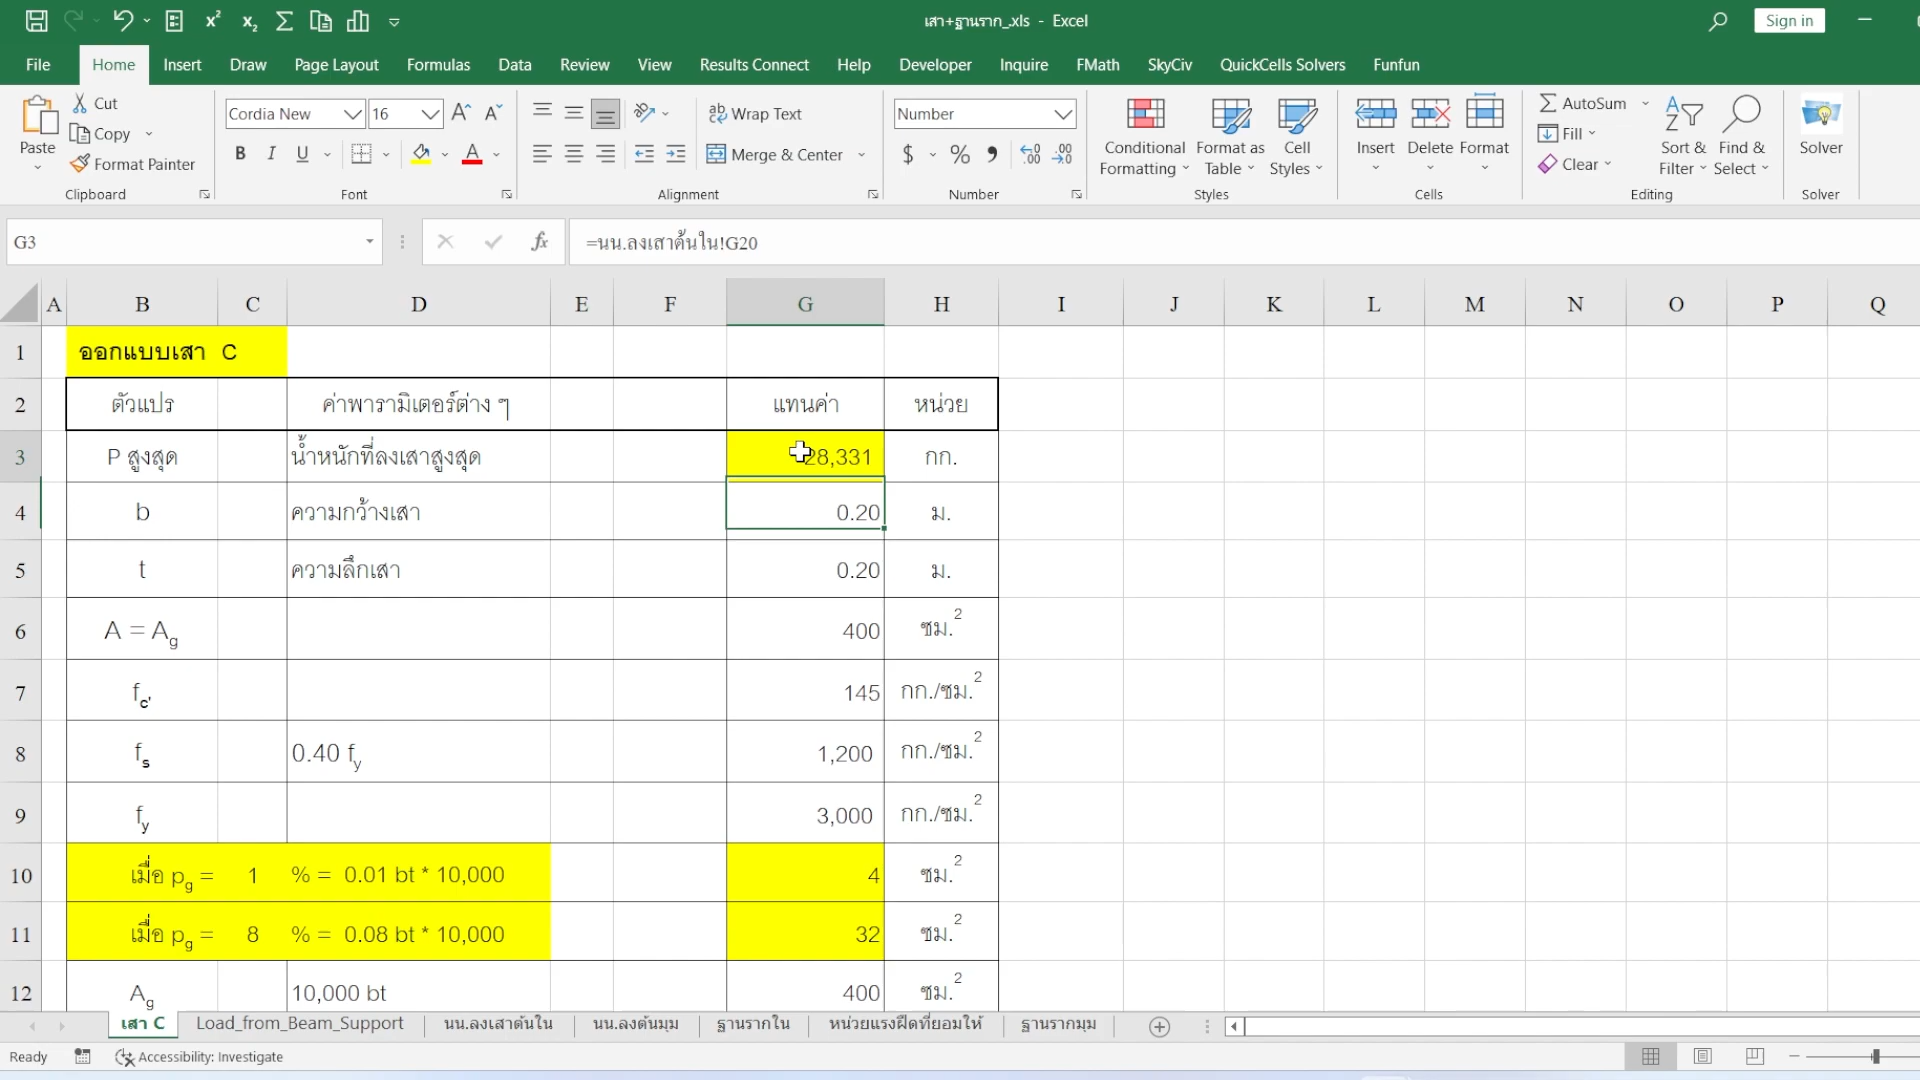 เสา+ฐานราก_.xls - Excel
Sign in
File Home Insert Draw Page Layout Formulas Data Review View Results Connect Help Developer Inquire FMath SkyCiv QuickCells Solvers Funfun
Paste
Cut
Copy
Format Painter
Clipboard
Cordia New 16
B I U
Font
Wrap Text
Merge & Center
Alignment
Number
$ % 9
Number
Conditional Formatting
Format as Table
Cell Styles
Styles
Insert Delete Format
Cells
AutoSum
Fill
Clear
Sort & Filter
Find & Select
Editing
Solver
Solver
G3
fx
=นน.ลงเสาต้นใน!G20
A B C D E F G H I J K L M N O P Q
1 ออกแบบเสา C
2 ตัวแปร ค่าพารามิเตอร์ต่าง ๆ แทนค่า หน่วย
3 P สูงสุด น้ำหนักที่ลงเสาสูงสุด 28,331 กก.
4 b ความกว้างเสา 0.20 ม.
5 t ความลึกเสา 0.20 ม.
6 A = Ag 400 ซม.2
7 fc' 145 กก./ซม.2
8 fs 0.40 fy 1,200 กก./ซม.2
9 fy 3,000 กก./ซม.2
10 เมื่อ pg = 1 % = 0.01 bt * 10,000 4 ซม.2
11 เมื่อ pg = 8 % = 0.08 bt * 10,000 32 ซม.2
12 Ag 10,000 bt 400 ซม.2
เสา C Load_from_Beam_Support นน.ลงเสาต้นใน นน.ลงต้นมุม ฐานรากใน หน่วยแรงฝืดที่ยอมให้ ฐานรากมุม
Ready Accessibility: Investigate